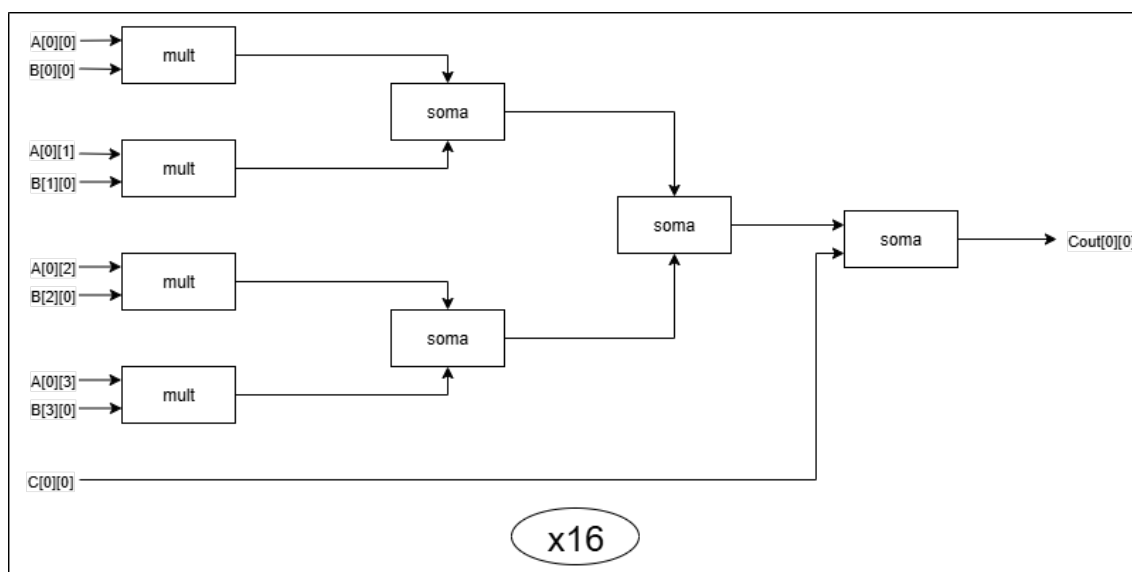 A[0][0]
B[0][0]
mult
soma
A[0][1]
B[1][0]
mult
soma
soma
Cout[0][0]
A[0][2]
B[2][0]
mult
soma
A[0][3]
B[3][0]
mult
C[0][0]
x16